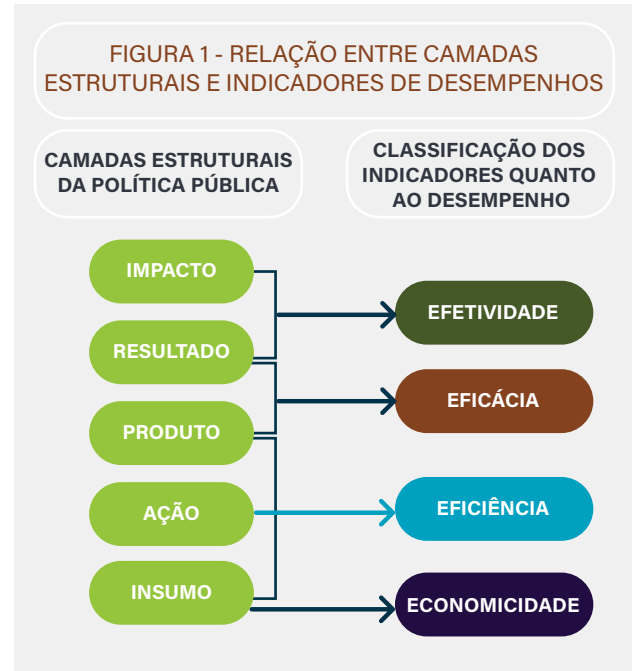 FIGURA 1 - RELAÇÃO ENTRE CAMADAS
ESTRUTURAIS E INDICADORES DE DESEMPENHOS
CAMADAS ESTRUTURAIS
DA POLÍTICA PÚBLICA
CLASSIFICAÇÃO DOS
INDICADORES QUANTO
AO DESEMPENHO
IMPACTO
RESULTADO
PRODUTO
AÇÃO
INSUMO
EFETIVIDADE
EFICÁCIA
EFICIÊNCIA
ECONOMICIDADE